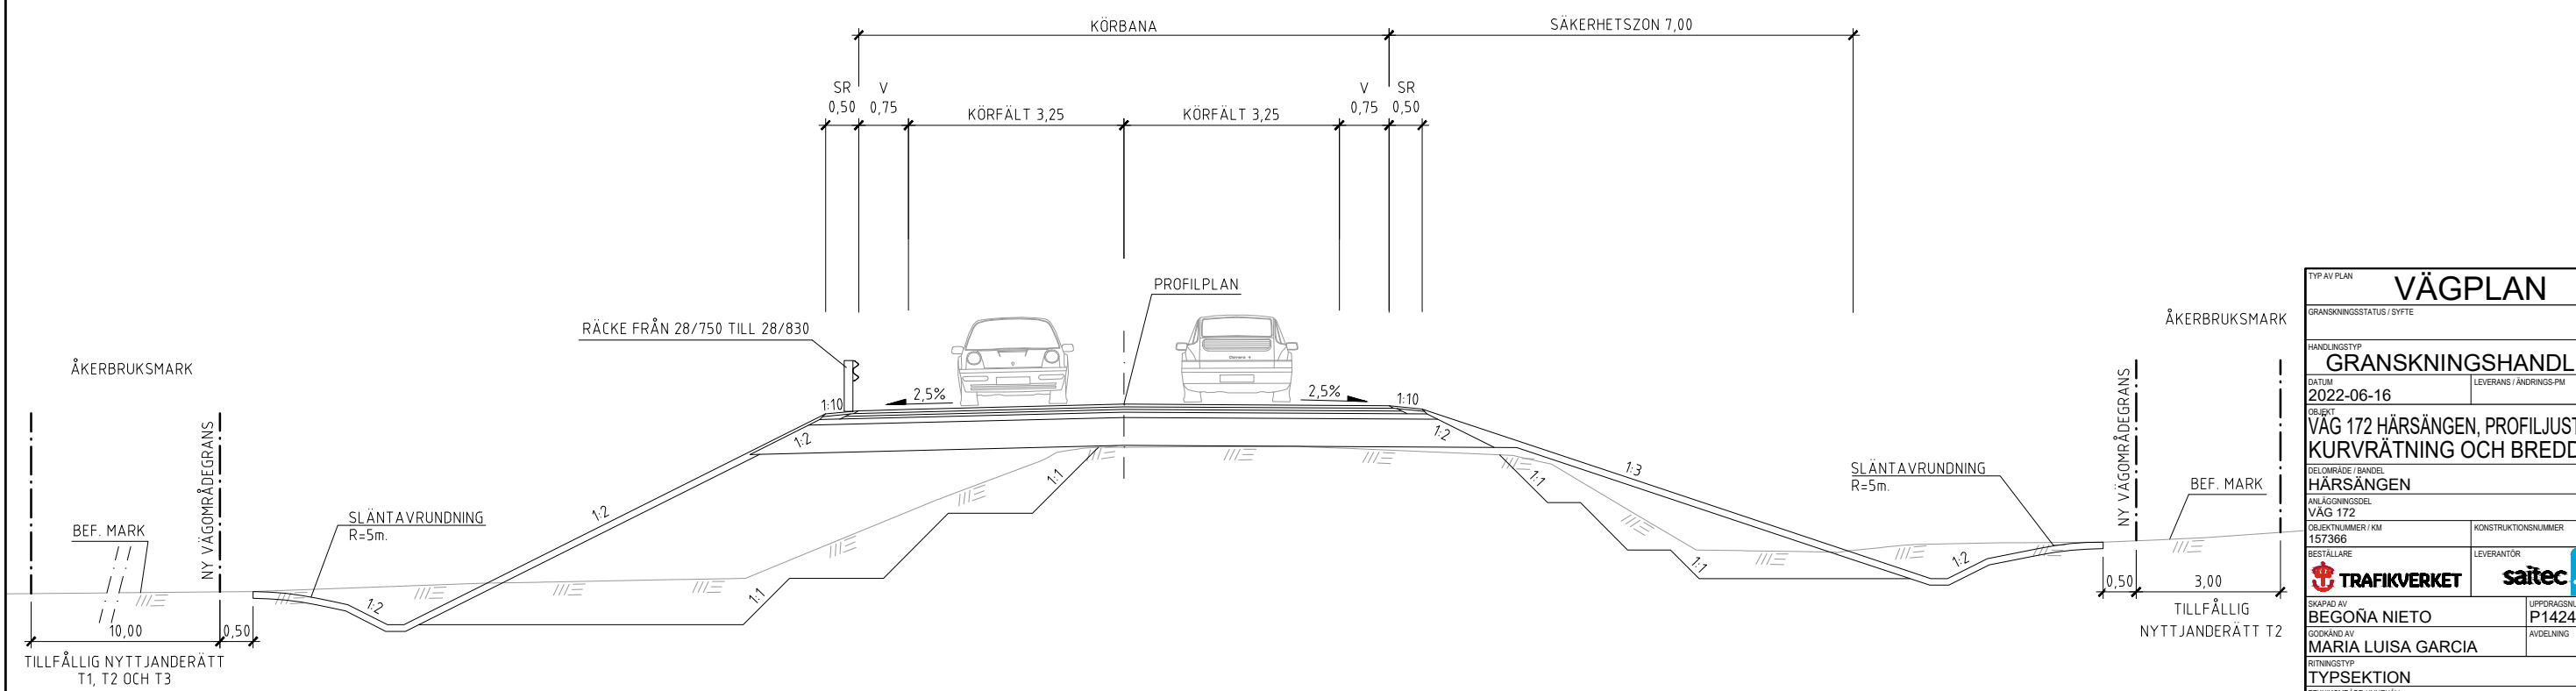 KÖRBANA
SÄKERHETSZON 7,00
SR
V
V
SR
0,50
0,75
KÖRFÄLT 3,25
KÖRFÄLT 3,25
0,75
0,50
PROFILPLAN
RÄCKE FRÅN 28/750 TILL 28/830
ÅKERBRUKSMARK
ÅKERBRUKSMARK
1:10
2,5%
2,5%
1:10
1:2
1:2
1:1
1:1
1:3
1:2
NY VÄGOMRÅDEGRANS
NY VÄGOMRÅDEGRANS
SLÄNTAVRUNDNING
R=5m.
SLÄNTAVRUNDNING
R=5m.
BEF. MARK
BEF. MARK
1:2
1:1
1:1
1:2
10,00
0,50
0,50
3,00
TILLFÅLLIG NYTTJANDERÄTT
T1, T2 OCH T3
TILLFÅLLIG
NYTTJANDERÄTT T2
TYP AV PLAN
VÄGPLAN
GRANSKNINGSSTATUS / SYFTE
HANDLINGSTYP
GRANSKNINGSHANDL
DATUM
LEVERANS / ÄNDRINGS-PM
2022-06-16
OBJEKT
VÄG 172 HÄRSÄNGEN, PROFILJUST
KURVRÄTNING OCH BREDD
DELOMRÅDE / BANDEL
HÄRSÄNGEN
ANLÄGGNINGSDEL
VÄG 172
OBJEKTNUMMER / KM
KONSTRUKTIONSNUMMER
157366
BESTÄLLARE
LEVERANTÖR
TRAFIKVERKET
saitec
SKAPAD AV
UPPDRAGSNU
BEGOÑA NIETO
P1424
GODKÄND AV
AVDELNING
MARIA LUISA GARCIA
RITNINGSTYP
TYPSEKTION